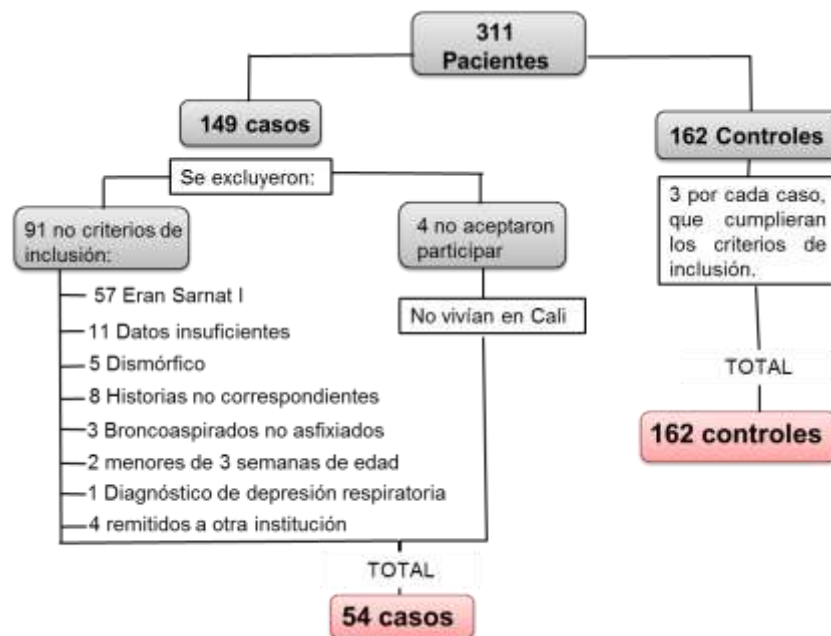 311
Pacientes
149 casos
162 Controles
Se excluyeron:
91 no criterios de
inclusión:
4 no aceptaron
participar
3 por cada caso,
que cumplieran
los criterios de
inclusión.
57 Eran Sarnat I
11 Datos insuficientes
5 Dismórfico
8 Historias no correspondientes
3 Broncoaspirados no asfixiados
2 menores de 3 semanas de edad
1 Diagnóstico de depresión respiratoria
4 remitidos a otra institución
No vivían en Cali
TOTAL
162 controles
TOTAL
54 casos